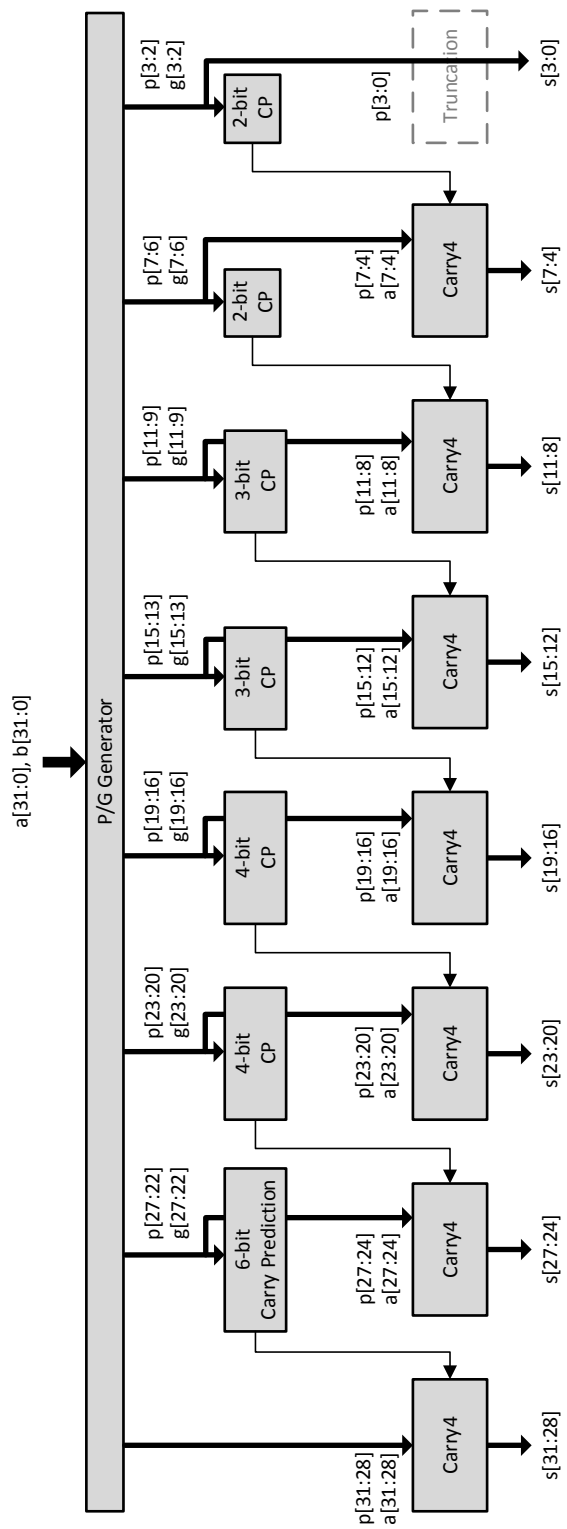 a[31:0], b[31:0]
P/G Generator
p[27:22]
g[27:22]
p[23:20]
g[23:20]
p[19:16]
g[19:16]
p[15:13]
g[15:13]
p[11:9]
g[11:9]
p[7:6]
g[7:6]
p[3:2]
g[3:2]
6-bit
Carry Prediction
4-bit
CP
4-bit
CP
3-bit
CP
3-bit
CP
2-bit
CP
2-bit
CP
p[31:28]
a[31:28]
p[27:24]
a[27:24]
p[23:20]
a[23:20]
p[19:16]
a[19:16]
p[15:12]
a[15:12]
p[11:8]
a[11:8]
p[7:4]
a[7:4]
p[3:0]
Carry4
Carry4
Carry4
Carry4
Carry4
Carry4
Carry4
Truncation
s[31:28]
s[27:24]
s[23:20]
s[19:16]
s[15:12]
s[11:8]
s[7:4]
s[3:0]